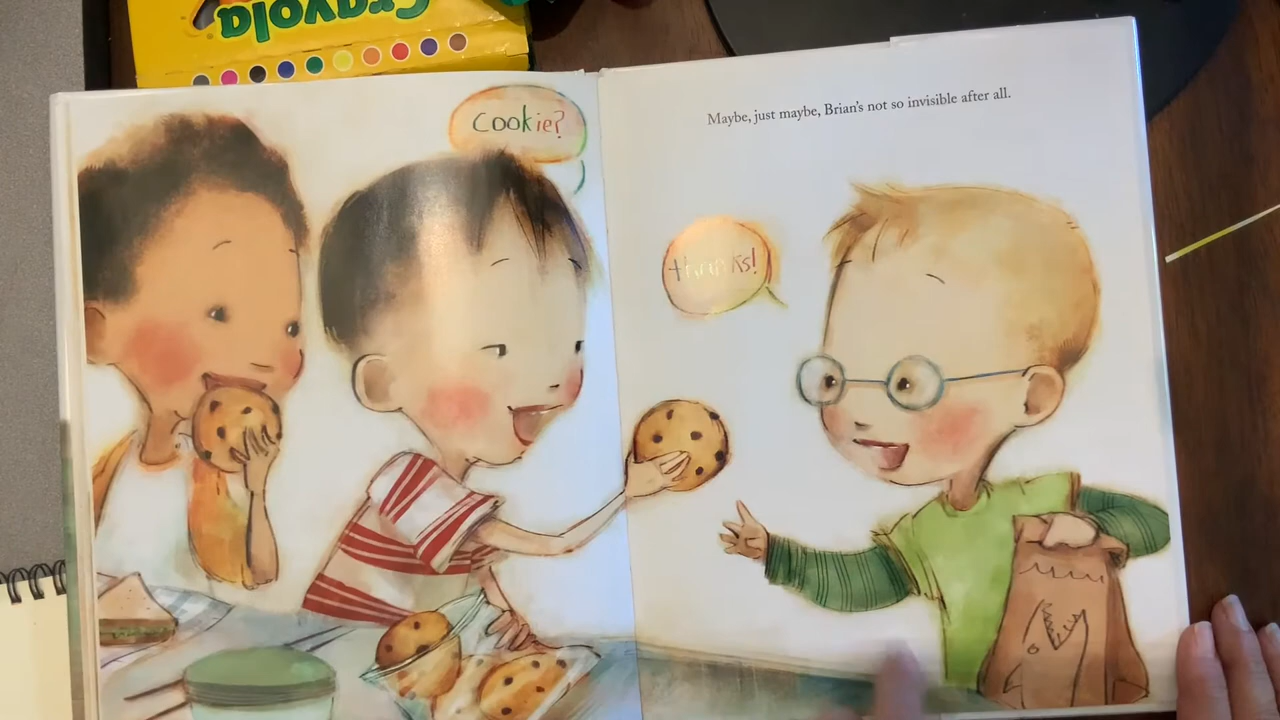 Crayola
Cookie?
Maybe, just maybe, Brian's not so invisible after all.
thanks!